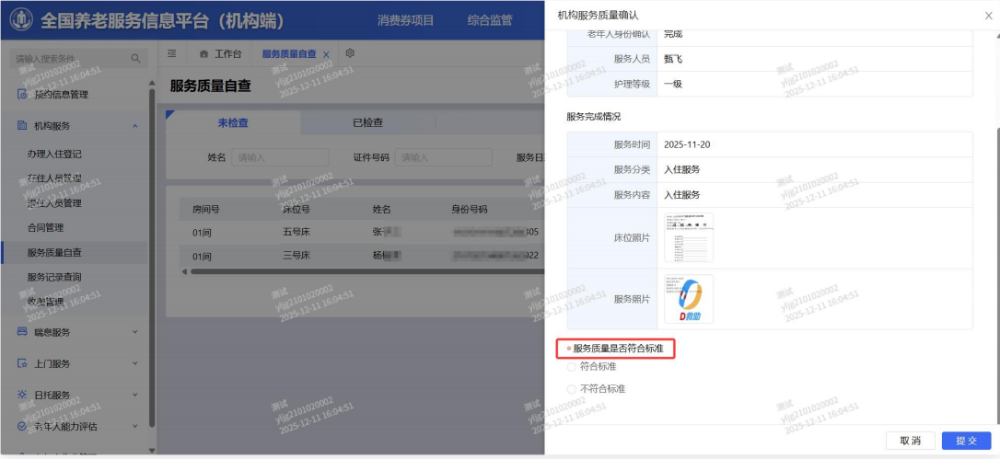 全国养老服务信息平台（机构端）
消费券项目
综合监管
机构服务质量确认
请输入搜索条件
工作台
服务质量自查
服务质量自查
预约信息管理
机构服务
办理入住登记
在住人员管理
退住人员管理
合同管理
服务质量自查
服务记录查询
收费管理
喘息服务
上门服务
日托服务
老年人能力评估
未检查
已检查
姓名 请输入
证件号码 请输入
服务日
房间号 床位号 姓名 身份号码
01间 五号床 张 305
01间 三号床 杨 022
老年人身份确认 完成
服务人员 甄飞
护理等级 一级
服务完成情况
服务时间 2025-11-20
服务分类 入住服务
服务内容 入住服务
床位照片
服务照片
D救助
*服务质量是否符合标准
符合标准
不符合标准
取消
提交
测试
yljg2101020002
2025-12-11 16:04:51